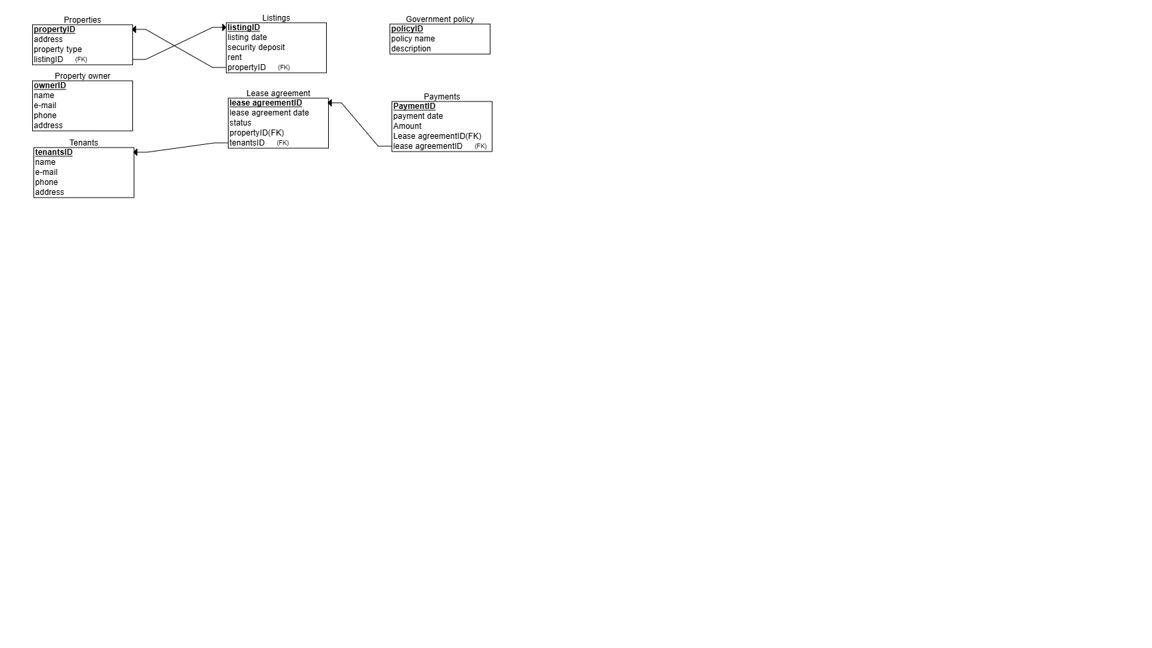 Properties
propertyID
address
property type
listingID (FK)
Property owner
ownerID
name
e-mail
phone
address
Tenants
tenantsID
name
e-mail
phone
address
Listings
listingID
listing date
security deposit
rent
propertyID (FK)
Lease agreement
lease agreementID
lease agreement date
status
propertyID(FK)
tenantsID (FK)
Government policy
policyID
policy name
description
Payments
PaymentID
payment date
Amount
Lease agreementID(FK)
lease agreementID (FK)